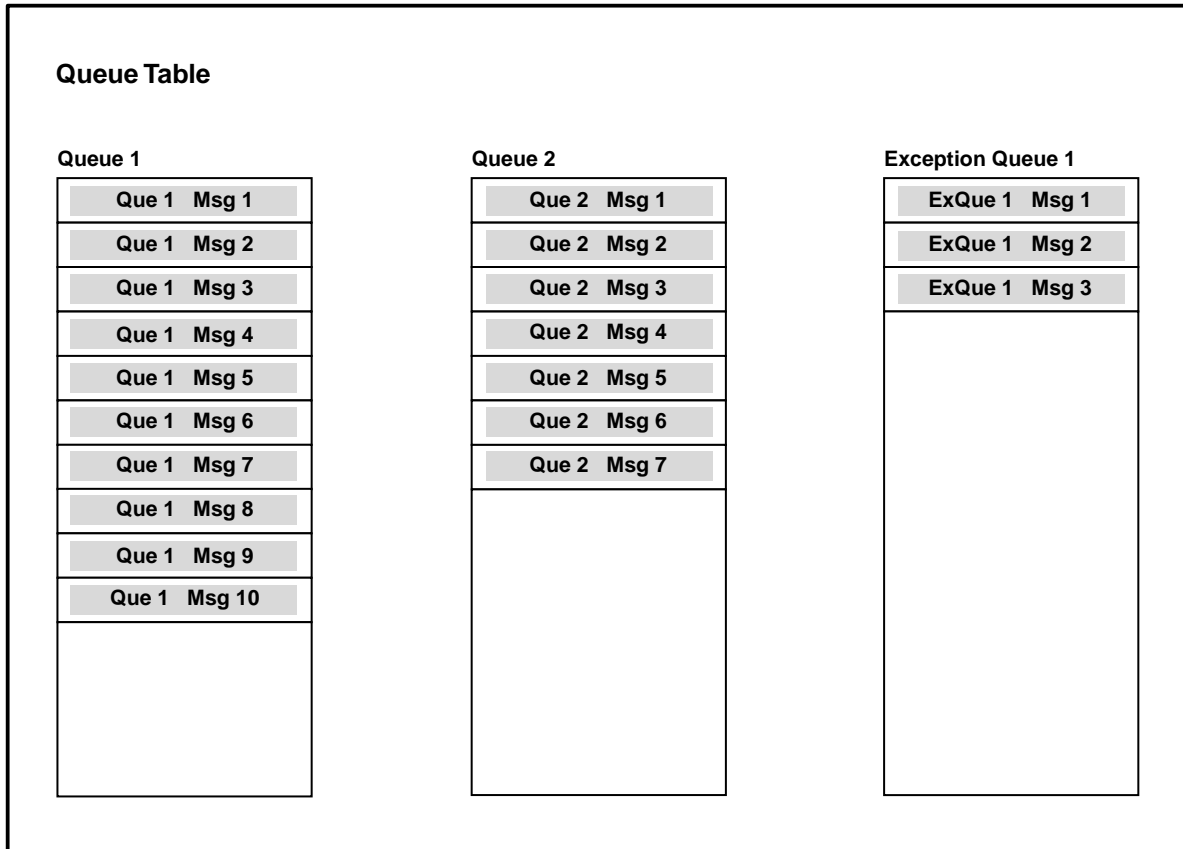 Queue Table
Queue 1
Que 1 Msg 1
Que 1 Msg 2
Que 1 Msg 3
Que 1 Msg 4
Que 1 Msg 5
Que 1 Msg 6
Que 1 Msg 7
Que 1 Msg 8
Que 1 Msg 9
Que 1 Msg 10
Queue 2
Que 2 Msg 1
Que 2 Msg 2
Que 2 Msg 3
Que 2 Msg 4
Que 2 Msg 5
Que 2 Msg 6
Que 2 Msg 7
Exception Queue 1
ExQue 1 Msg 1
ExQue 1 Msg 2
ExQue 1 Msg 3